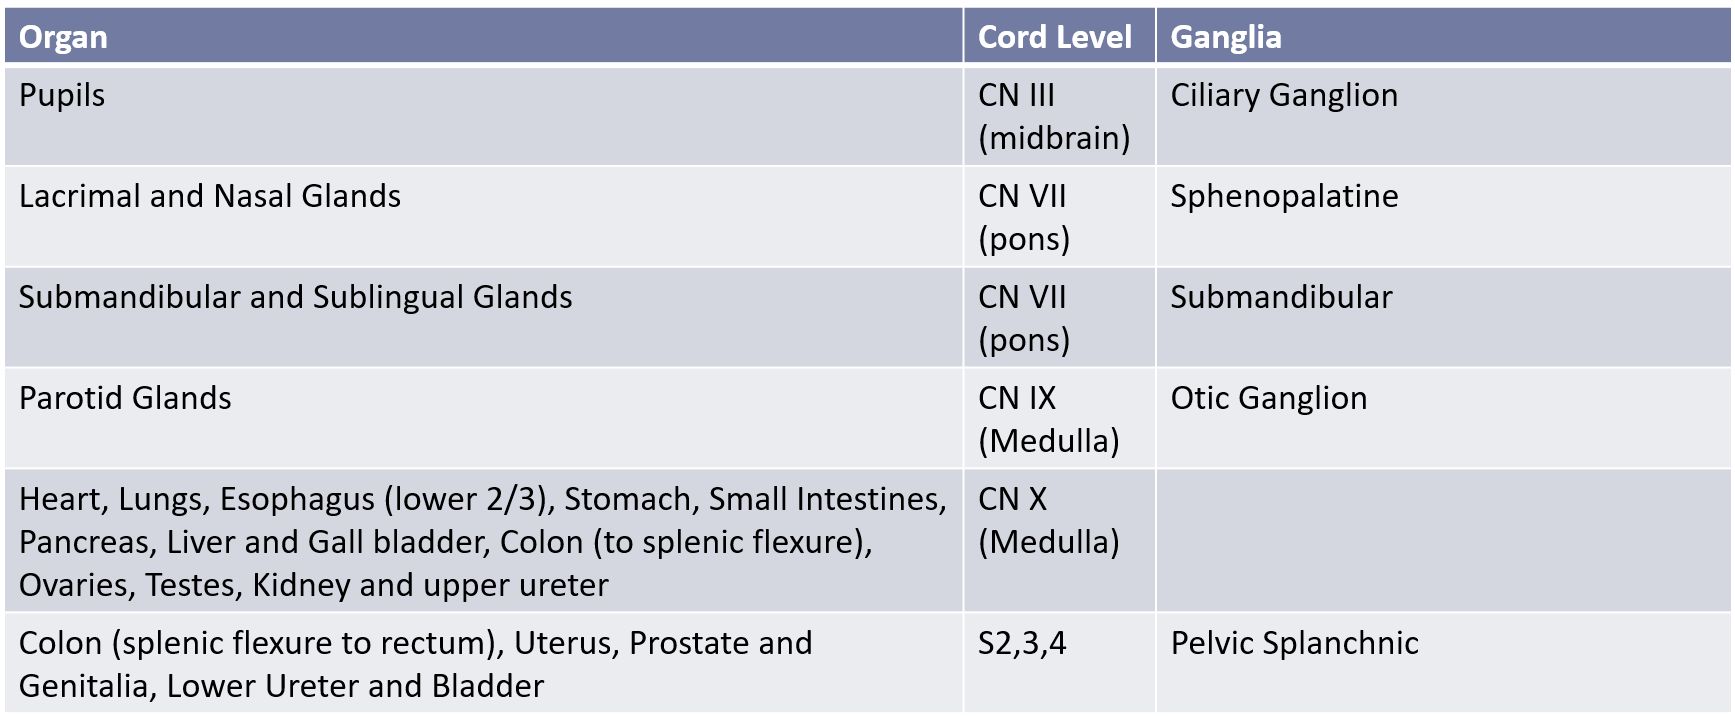 Organ Cord Level Ganglia
Pupils CN III Ciliary Ganglion
(midbrain)
Lacrimal and Nasal Glands CN VII Sphenopalatine
(pons)
Submandibular and Sublingual Glands CN VII Submandibular
(pons)
Parotid Glands CN IX Otic Ganglion
(Medulla)
Heart, Lungs, Esophagus (lower 2/3), Stomach, Small Intestines, CN X
Pancreas, Liver and Gall bladder, Colon (to splenic flexure), (Medulla)
Ovaries, Testes, Kidney and upper ureter
Colon (splenic flexure to rectum), Uterus, Prostate and S2,3,4 Pelvic Splanchnic
Genitalia, Lower Ureter and Bladder